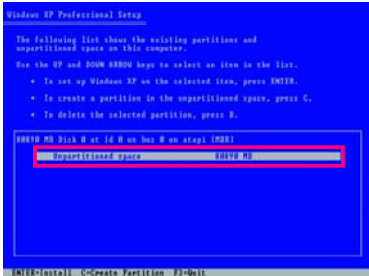 Windows XP Professional Setup
The following list shows the existing partitions and
unpartitioned space on this computer.
Use the UP and DOWN ARROW keys to select an item in the list.
• To set up Windows XP on the selected item, press ENTER.
• To create a partition in the unpartitioned space, press C.
• To delete the selected partition, press D.
80890 MB Disk 0 at Id 0 on bus 0 on atapi [MBR]
Unpartitioned space 80890 MB
ENTER=Install C=Create Partition F3=Quit